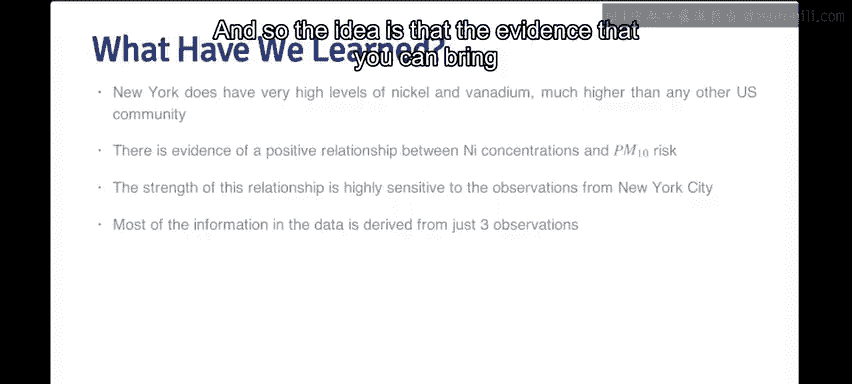 And so the idea is that the evidence that
you can bring
What Have We Learned?
· New York does have very high levels of nickel and vanadium, much higher than any other US
community
· There is evidence of a positive relationship between Ni concentrations and PM₁₀ risk
· The strength of this relationship is highly sensitive to the observations from New York City
· Most of the information in the data is derived from just 3 observations